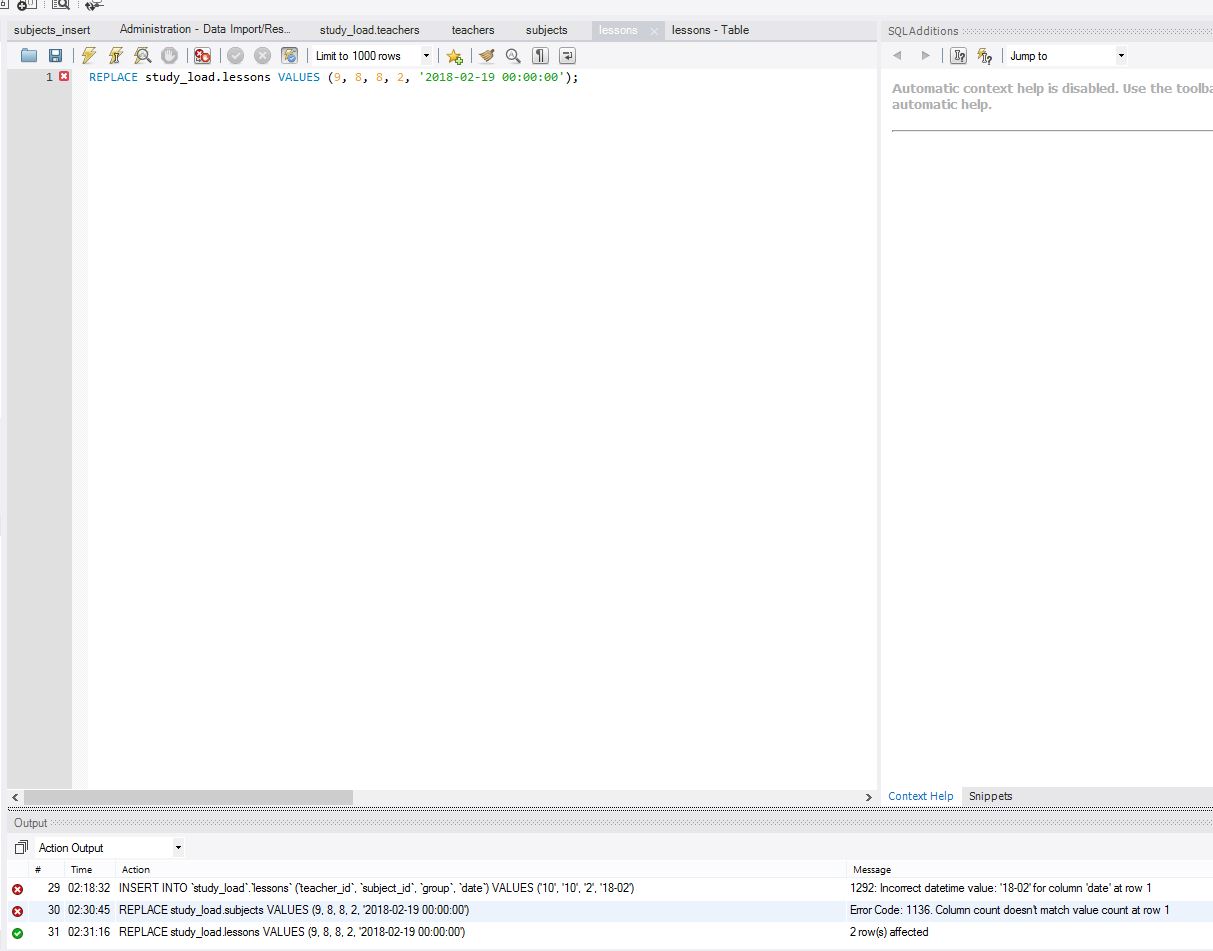 subjects_insert Administration - Data Import/Res... study_load.teachers teachers subjects lessons lessons - Table
SQLAdditions
Limit to 1000 rows
Jump to
1 REPLACE study_load.lessons VALUES (9, 8, 8, 2, '2018-02-19 00:00:00');
Automatic context help is disabled. Use the toolba
automatic help.
Context Help Snippets
Output
Action Output
# Time Action Message
29 02:18:32 INSERT INTO `study_load`.`lessons` (`teacher_id`, `subject_id`, `group`, `date`) VALUES ('10', '10', '2', '18-02') 1292: Incorrect datetime value: '18-02' for column 'date' at row 1
30 02:30:45 REPLACE study_load.subjects VALUES (9, 8, 8, 2, '2018-02-19 00:00:00') Error Code: 1136. Column count doesn't match value count at row 1
31 02:31:16 REPLACE study_load.lessons VALUES (9, 8, 8, 2, '2018-02-19 00:00:00') 2 row(s) affected